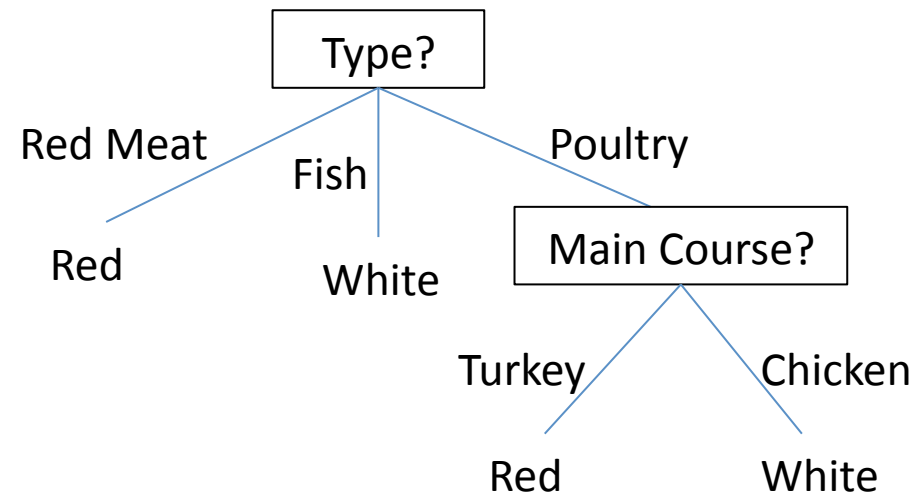 Type?
Red Meat
Fish
Poultry
Red
White
Main Course?
Turkey
Chicken
Red
White